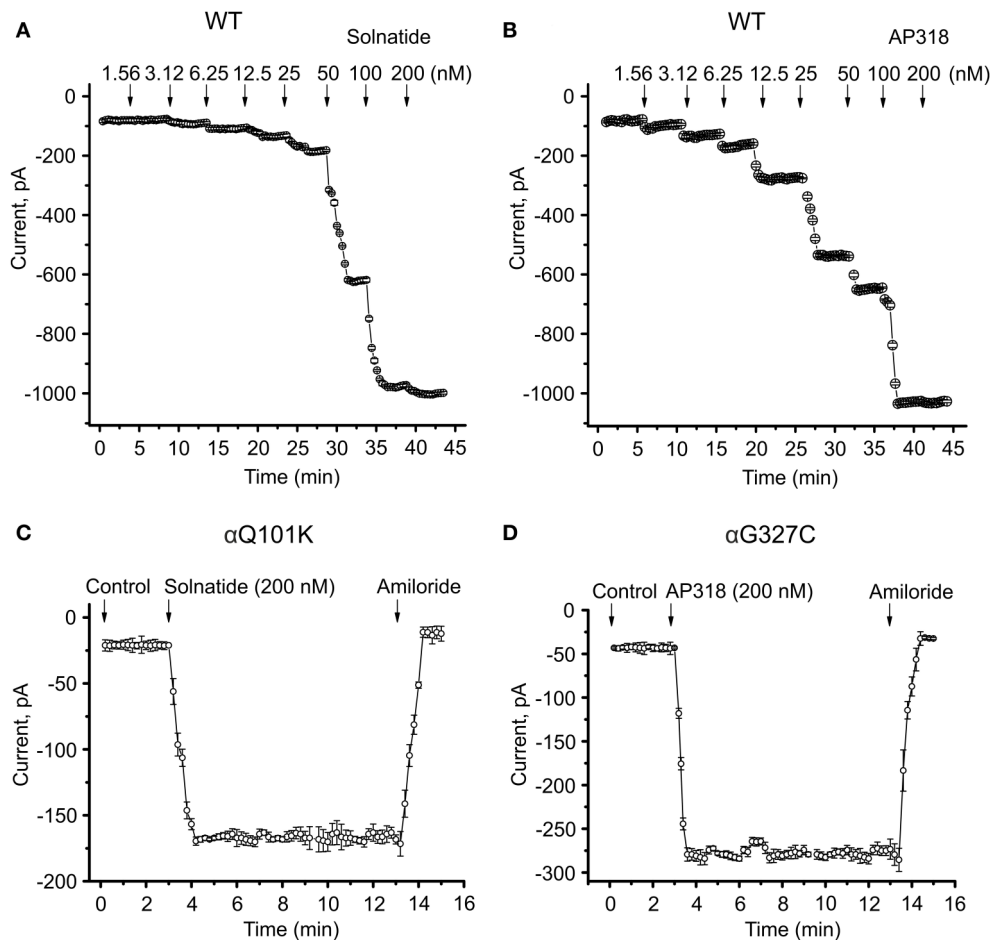 A
WT
Solnatide
1.56 3.12 6.25 12.5 25 50 100 200 (nM)
0
-200
-400
-600
-800
-1000
Current, pA
0 5 10 15 20 25 30 35 40 45
Time (min)
B
WT
AP318
1.56 3.12 6.25 12.5 25 50 100 200 (nM)
0
-200
-400
-600
-800
-1000
Current, pA
0 5 10 15 20 25 30 35 40 45
Time (min)
C
αQ101K
Control Solnatide (200 nM) Amiloride
0
-50
-100
-150
-200
Current, pA
0 2 4 6 8 10 12 14 16
Time (min)
D
αG327C
Control AP318 (200 nM) Amiloride
0
-50
-100
-150
-200
-250
-300
Current, pA
0 2 4 6 8 10 12 14 16
Time (min)